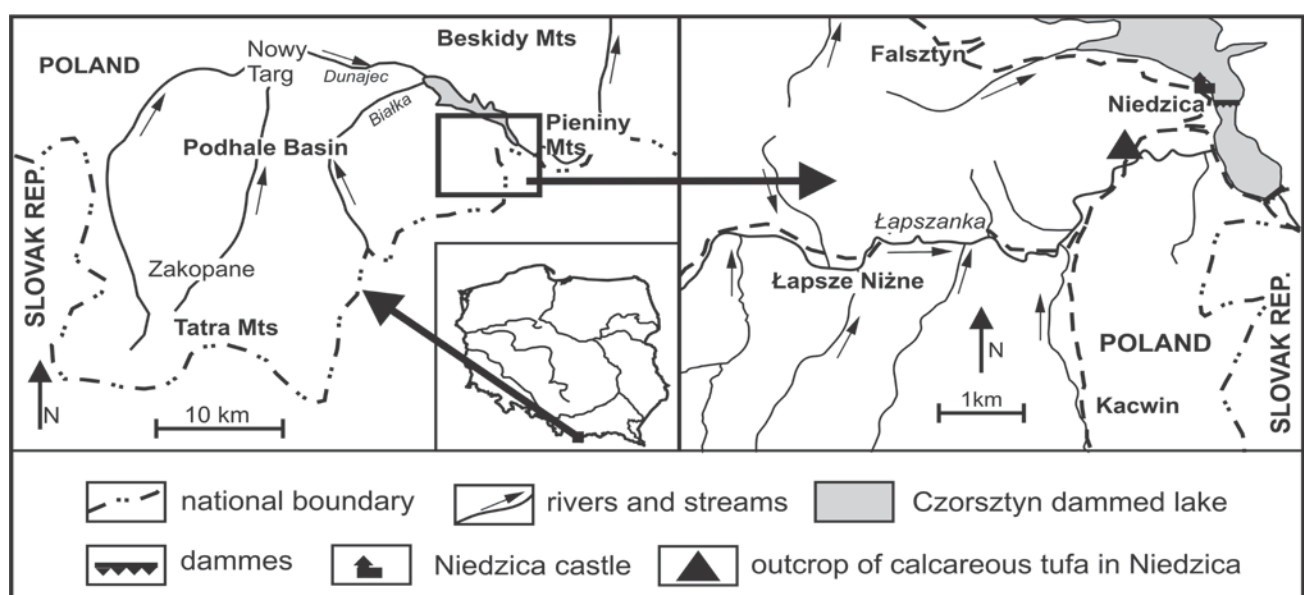 POLAND
Nowy
Targ
Dunajec
Beskidy Mts
Białka
Pieniny
Mts
Podhale Basin
SLOVAK REP.
Zakopane
Tatra Mts
N
10 km
Falsztyn
Niedzica
Łapszanka
Łapsze Niżne
N
POLAND
1km
Kacwin
SLOVAK REP.
national boundary
rivers and streams
Czorsztyn dammed lake
dammes
Niedzica castle
outcrop of calcareous tufa in Niedzica